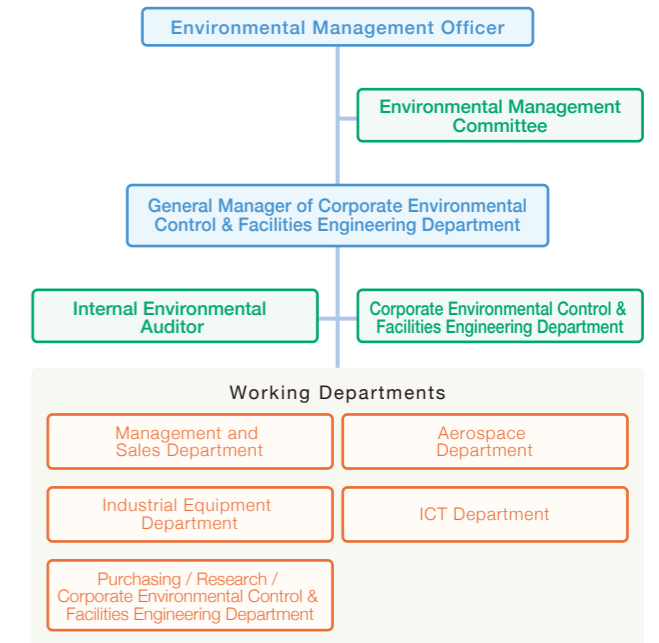 Environmental Management Officer
Environmental Management
Committee
General Manager of Corporate Environmental
Control & Facilities Engineering Department
Internal Environmental
Auditor
Corporate Environmental Control &
Facilities Engineering Department
Working Departments
Management and
Sales Department
Aerospace
Department
Industrial Equipment
Department
ICT Department
Purchasing / Research /
Corporate Environmental Control &
Facilities Engineering Department